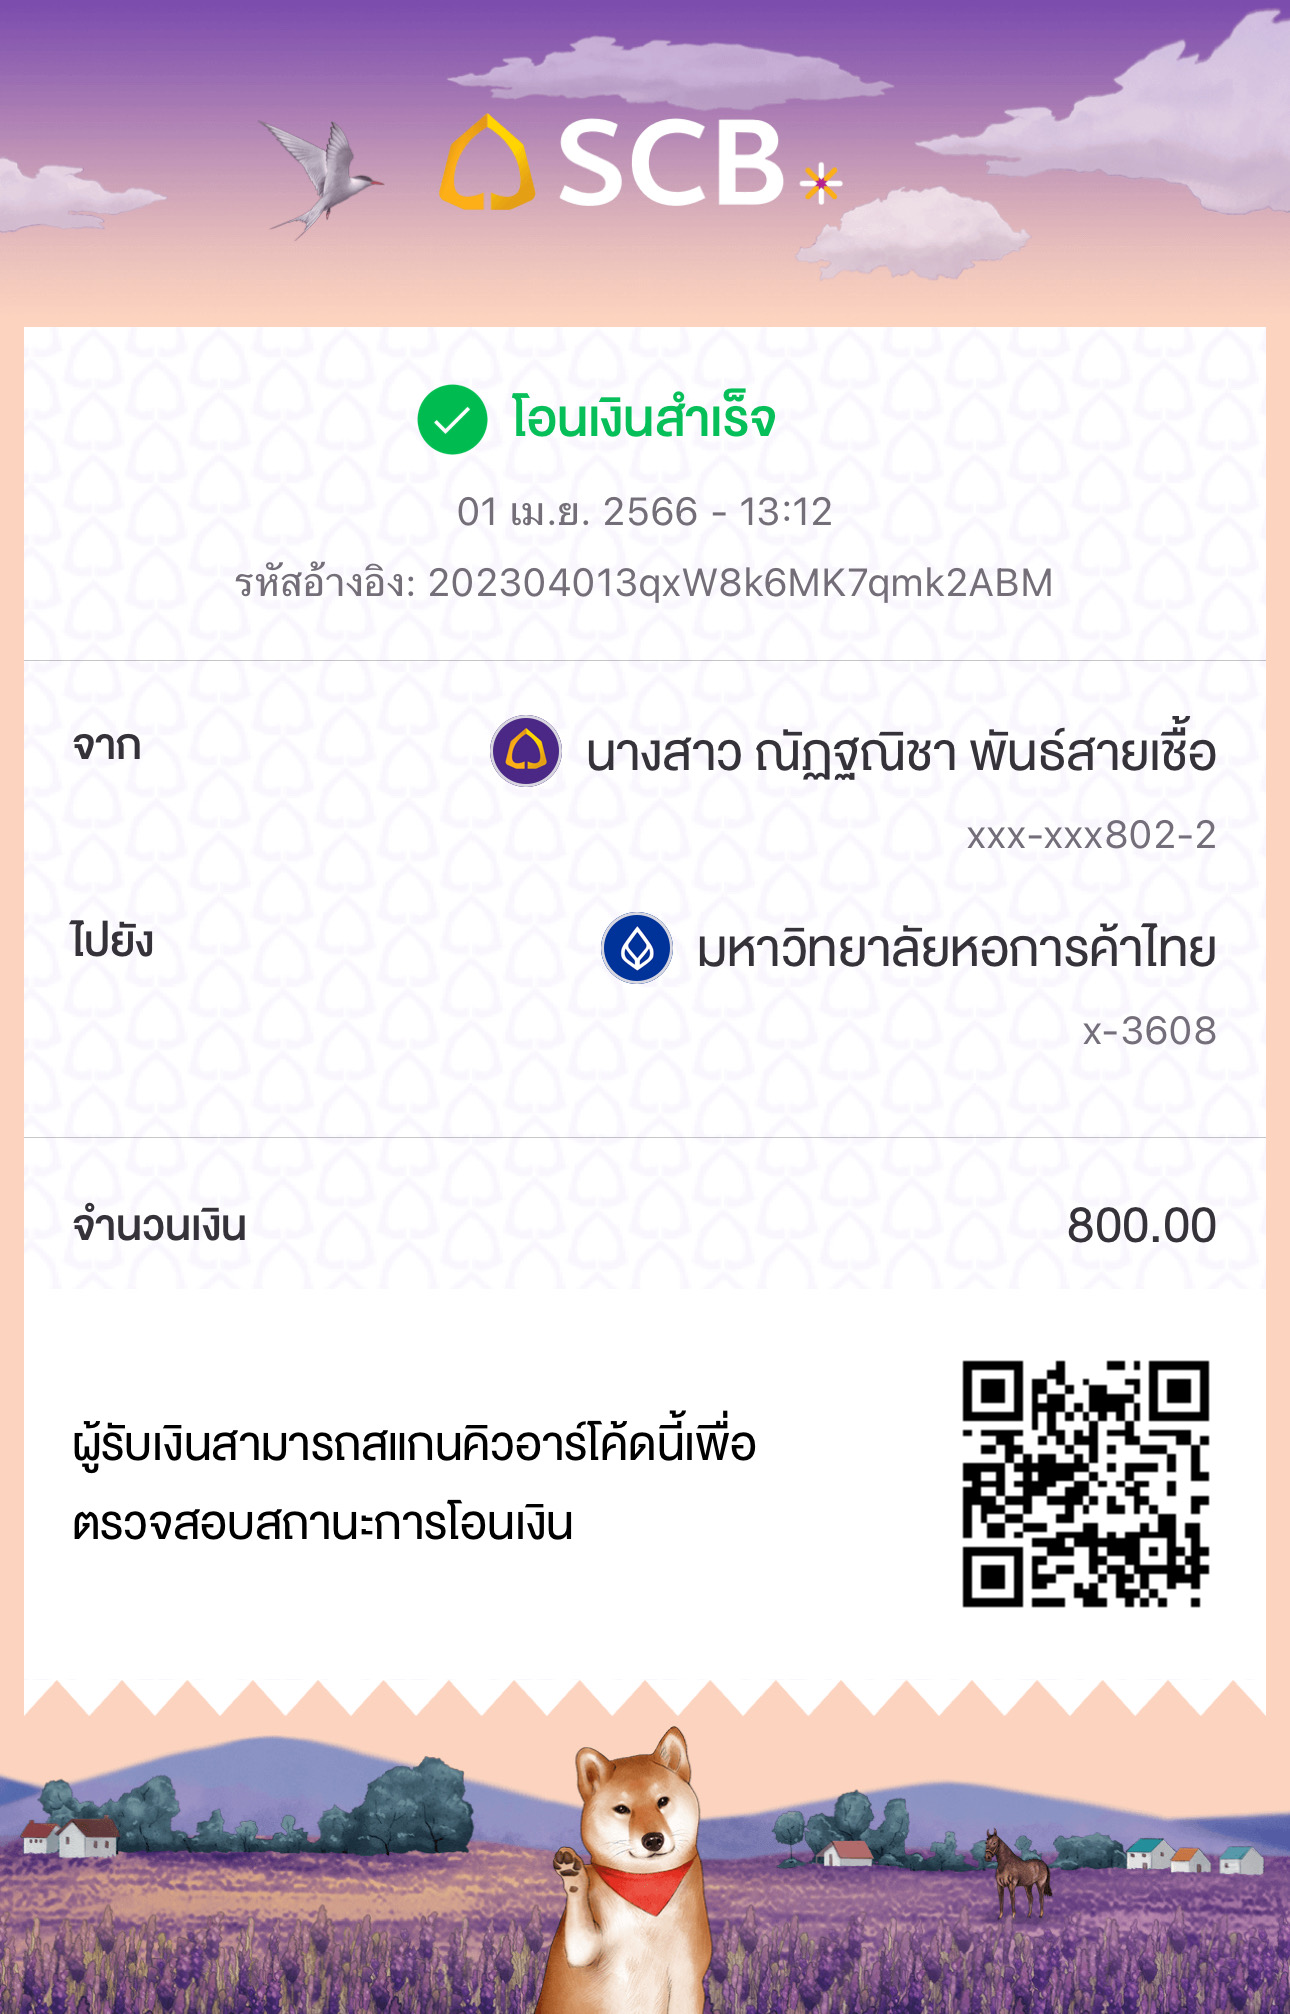 SCB
โอนเงินสำเร็จ
01 เม.ย. 2566 - 13:12
รหัสอ้างอิง: 202304013qxW8k6MK7qmk2ABM
จาก
นางสาว ณัฏฐณิชา พันธ์สายเชื้อ
xxx-xxx802-2
ไปยัง
มหาวิทยาลัยหอการค้าไทย
x-3608
จำนวนเงิน 800.00
ผู้รับเงินสามารถสแกนคิวอาร์โค้ดนี้เพื่อ
ตรวจสอบสถานะการโอนเงิน